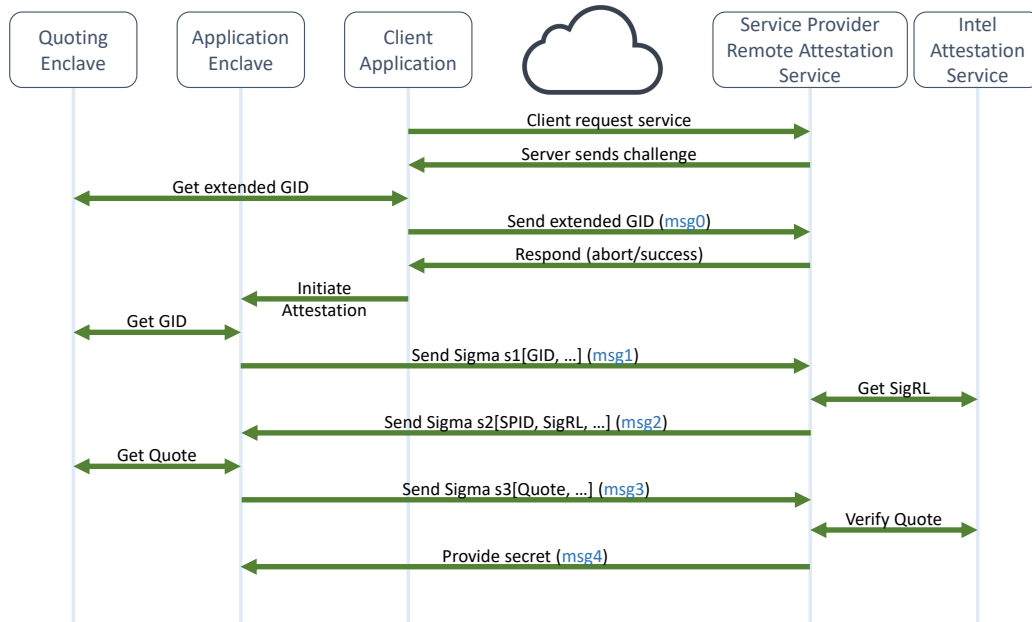 Quoting
Enclave
Application
Enclave
Client
Application
Service Provider
Remote Attestation
Service
Intel
Attestation
Service
Client request service
Server sends challenge
Get extended GID
Send extended GID (msg0)
Respond (abort/success)
Initiate
Attestation
Get GID
Send Sigma s1[GID, …] (msg1)
Get SigRL
Send Sigma s2[SPID, SigRL, …] (msg2)
Get Quote
Send Sigma s3[Quote, …] (msg3)
Verify Quote
Provide secret (msg4)